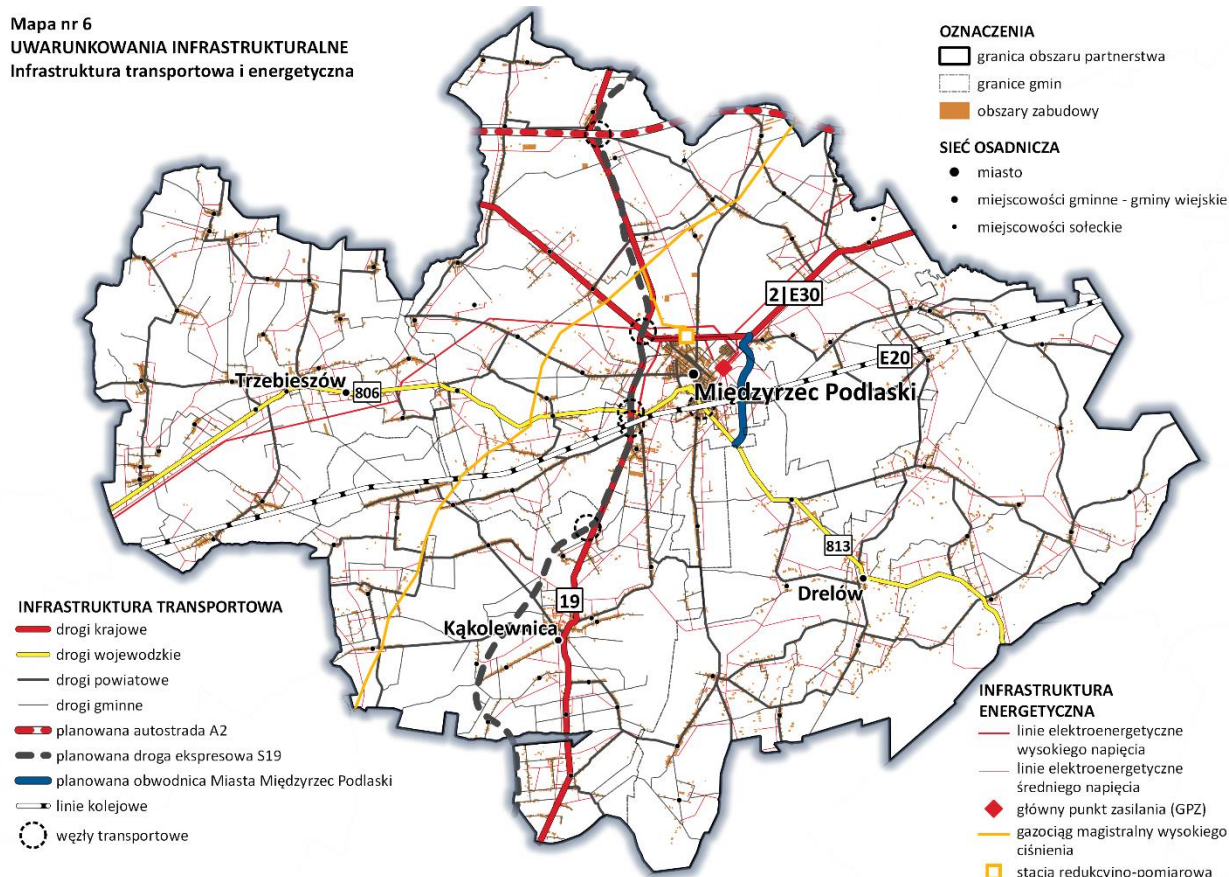 Mapa nr 6
UWARUNKOWANIA INFRASTRUKTURALNE
Infrastruktura transportowa i energetyczna
OZNACZENIA
granica obszaru partnerstwa
granice gmin
obszary zabudowy
SIEĆ OSADNICZA
miasto
miejscowości gminne - gminy wiejskie
miejscowości sołeckie
2|E30
E20
Trzebieszów
806
Międzyrzec Podlaski
813
Drelów
19
Kąkolewnica
INFRASTRUKTURA TRANSPORTOWA
drogi krajowe
drogi wojewodzkie
drogi powiatowe
drogi gminne
planowana autostrada A2
planowana droga ekspresowa S19
planowana obwodnica Miasta Międzyrzec Podlaski
linie kolejowe
węzły transportowe
INFRASTRUKTURA
ENERGETYCZNA
linie elektroenergetyczne
wysokiego napięcia
linie elektroenergetyczne
średniego napięcia
główny punkt zasilania (GPZ)
gazociąg magistralny wysokiego
ciśnienia
stacja redukcyjno-pomiarowa